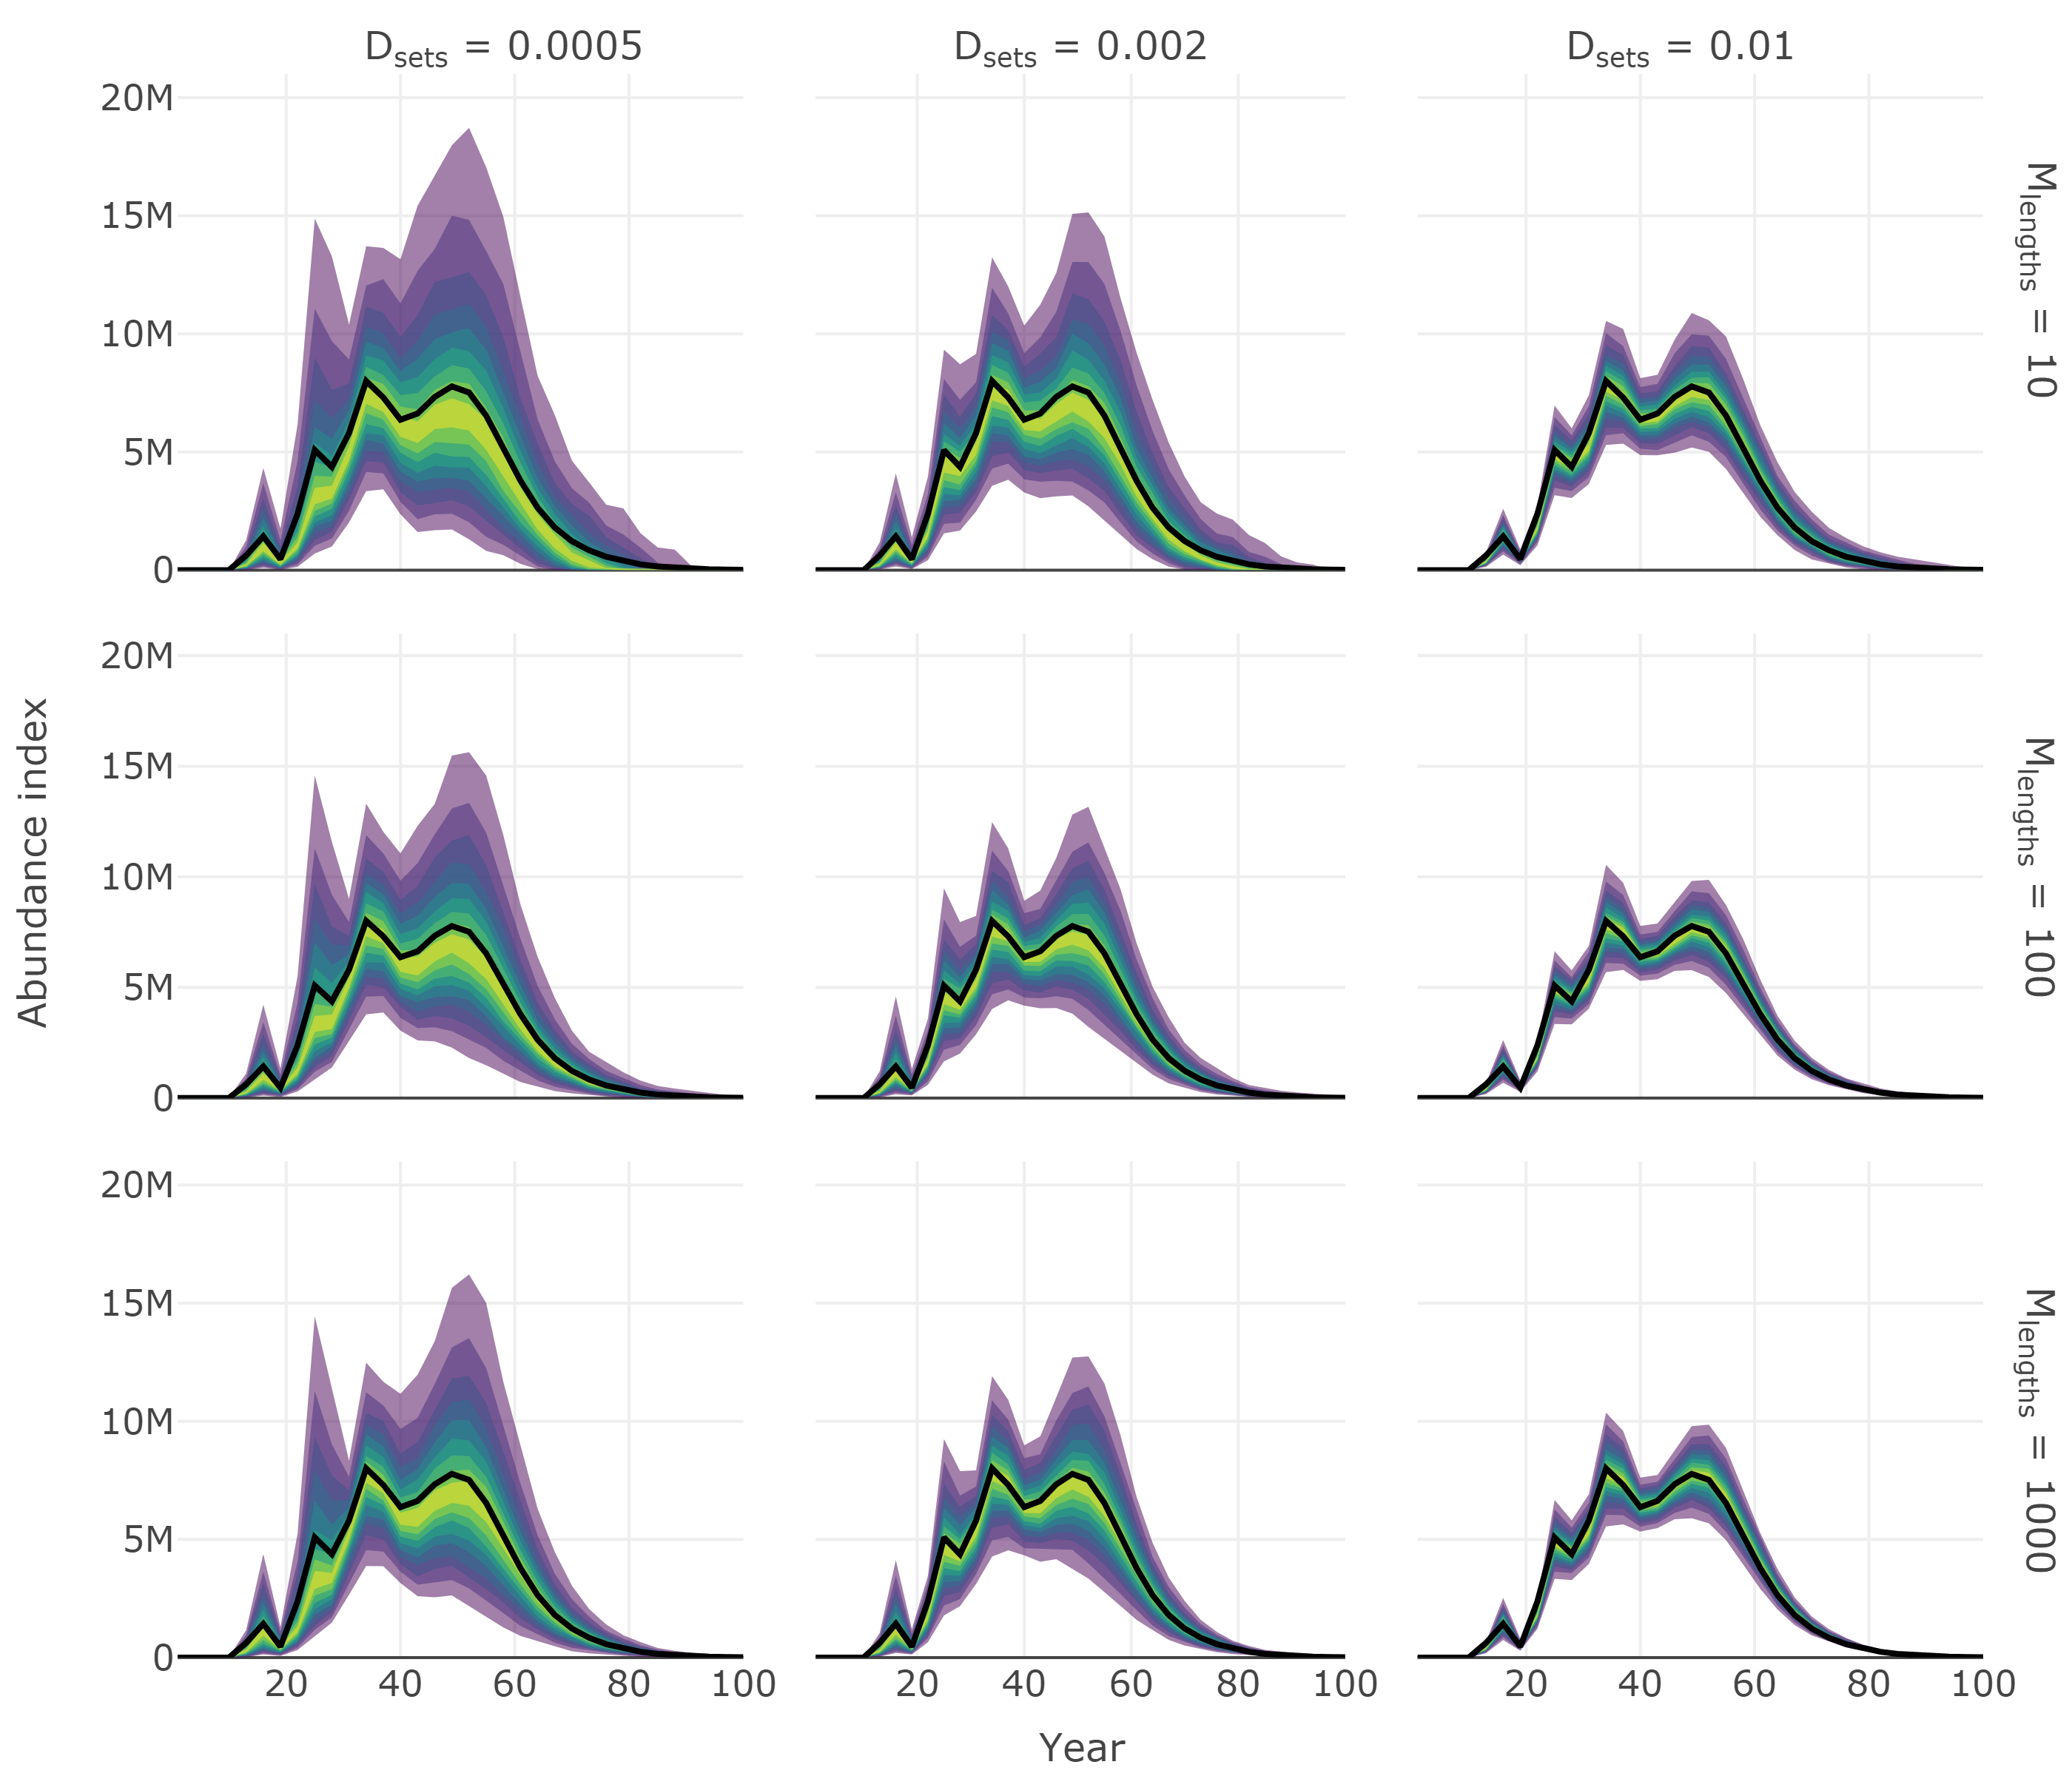 D_sets = 0.0005
D_sets = 0.002
D_sets = 0.01
20M
15M
10M
5M
0
M_lengths = 10
Abundance index
20M
15M
10M
5M
0
M_lengths = 100
20M
15M
10M
5M
0
M_lengths = 1000
20 40 60 80 100
20 40 60 80 100
20 40 60 80 100
Year